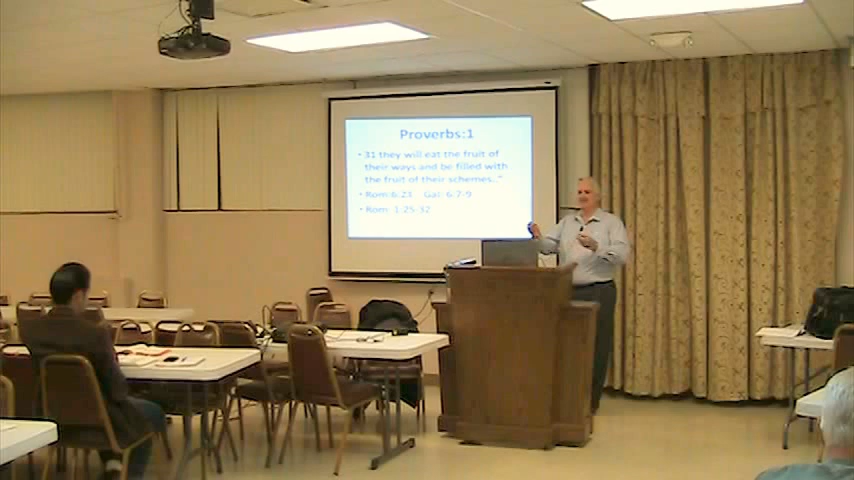 Proverbs:1
• 31 they will eat the fruit of
their ways and be filled with
the fruit of their schemes.."
• Rom:6:23 Gal: 6:7-9
• Rom: 1:25-32